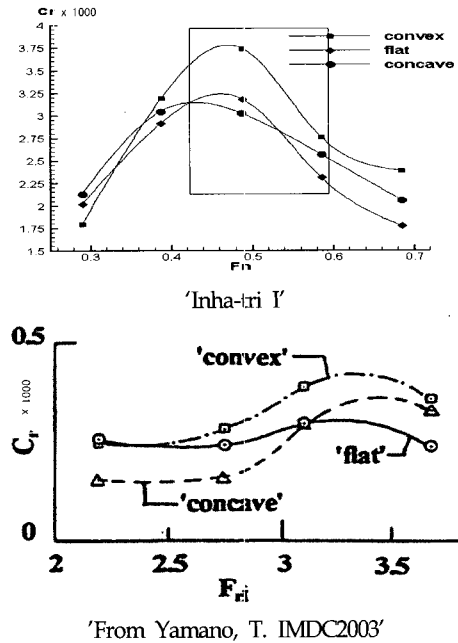 Cr x 1000
4
3.75
3.5
3.25
3
2.75
2.5
2.25
2
1.75
1.5
convex
flat
concave
0.3 0.4 0.5 0.6 0.7
Fn
'Inha-tri I'
0.5
0
Cr x 1000
'convex'
'flat'
'concave'
2 2.5 3 3.5
'From Yamano, T. IMDC2003'